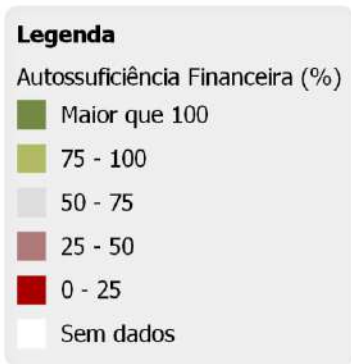 Legenda
Autossuficiência Financeira (%)
Maior que 100
75 - 100
50 - 75
25 - 50
0 - 25
Sem dados